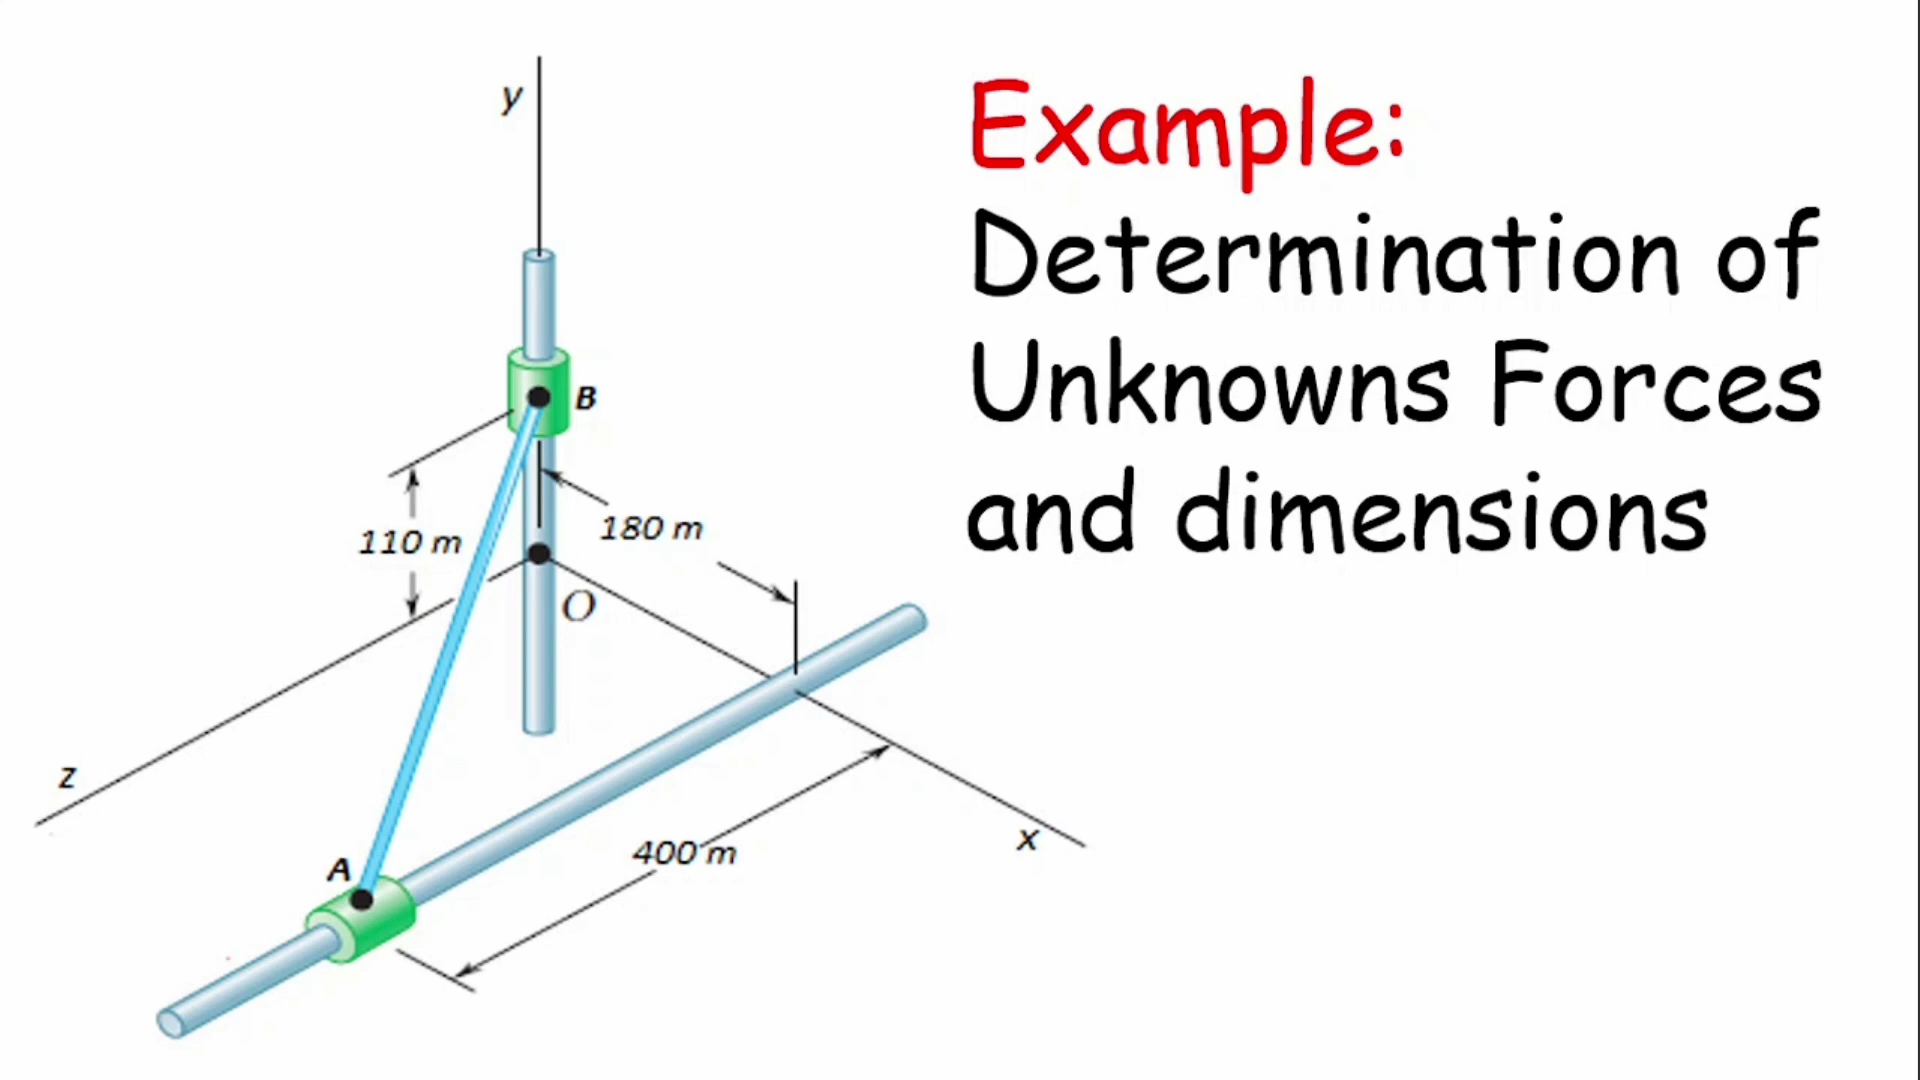 Example:
Determination of
Unknowns Forces
and dimensions
y
B
110 m
180 m
O
z
A
400 m
x